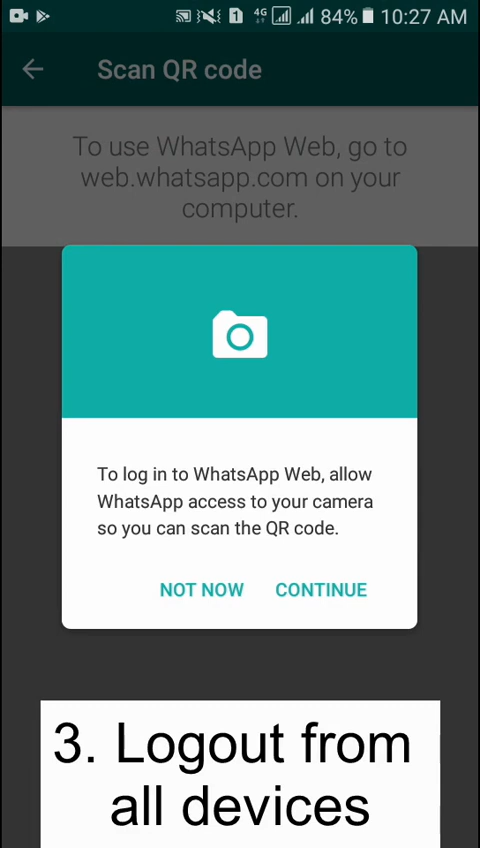 4G 84% 10:27 AM
Scan QR code
To use WhatsApp Web, go to
web.whatsapp.com on your
computer.
To log in to WhatsApp Web, allow
WhatsApp access to your camera
so you can scan the QR code.
NOT NOW CONTINUE
3. Logout from
all devices